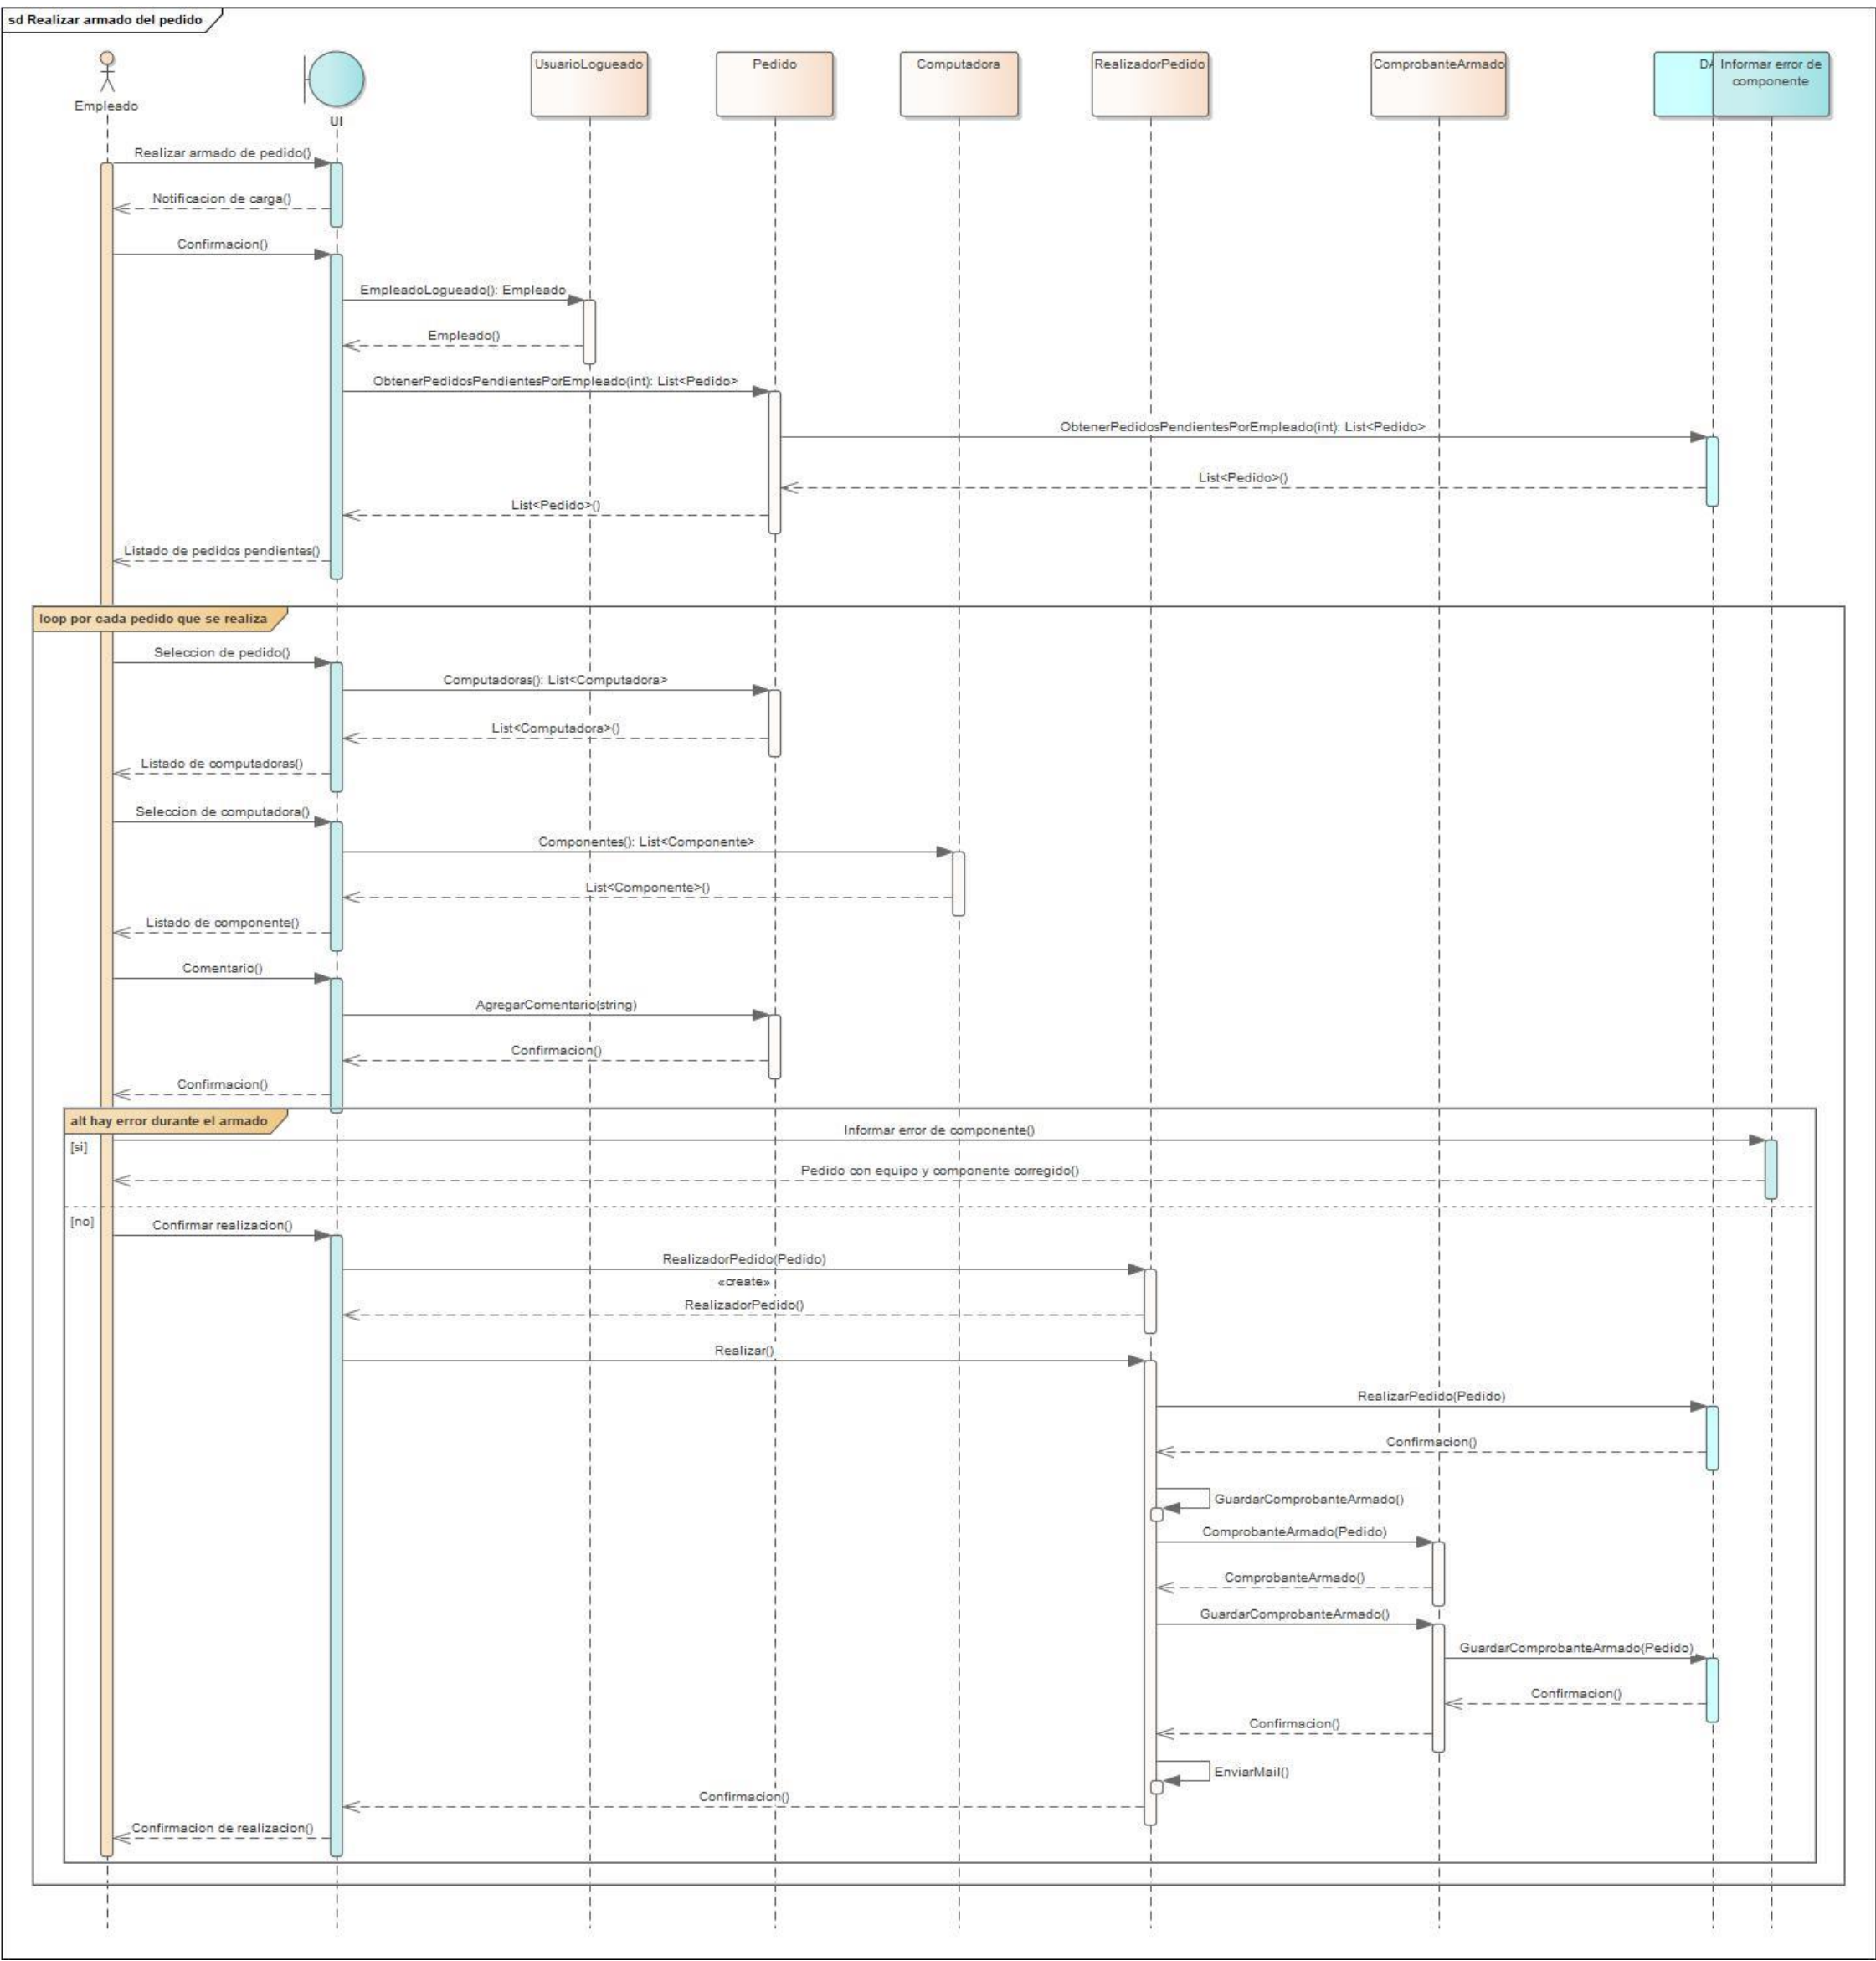 sd Realizar armado del pedido
Empleado
UI
UsuarioLogueado
Pedido
Computadora
RealizadorPedido
ComprobanteArmado
Informar error de
componente
Realizar armado de pedido()
Notificacion de carga()
Confirmacion()
EmpleadoLogueado(): Empleado
Empleado()
ObtenerPedidosPendientesPorEmpleado(int): List<Pedido>
ObtenerPedidosPendientesPorEmpleado(int): List<Pedido>
List<Pedido>()
List<Pedido>()
Listado de pedidos pendientes()
loop por cada pedido que se realiza
Seleccion de pedido()
Computadoras(): List<Computadora>
List<Computadora>()
Listado de computadoras()
Seleccion de computadora()
Componentes(): List<Componente>
List<Componente>()
Listado de componente()
Comentario()
AgregarComentario(string)
Confirmacion()
Confirmacion()
alt hay error durante el armado
[si]
Informar error de componente()
Pedido con equipo y componente corregido()
[no]
Confirmar realizacion()
RealizadorPedido(Pedido)
«create»
RealizadorPedido()
Realizar()
RealizarPedido(Pedido)
Confirmacion()
GuardarComprobanteArmado()
ComprobanteArmado(Pedido)
ComprobanteArmado()
GuardarComprobanteArmado()
GuardarComprobanteArmado(Pedido)
Confirmacion()
Confirmacion()
EnviarMail()
Confirmacion()
Confirmacion de realizacion()